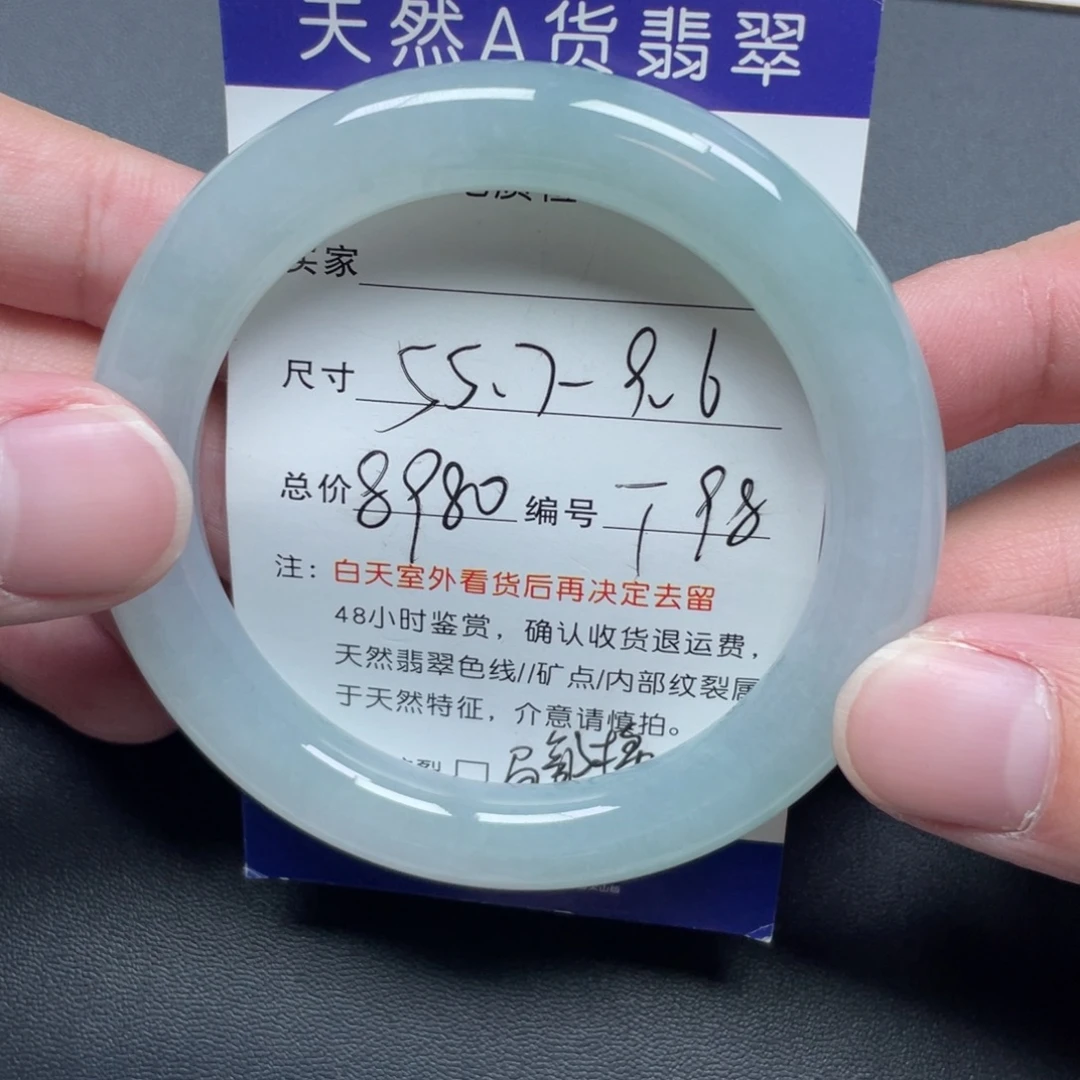 天然A货翡翠
买家
尺寸 55.7-9.6
总价 8980 编号 T98
注：白天室外看货后再决定去留
48小时鉴赏，确认收货退运费，
天然翡翠色线//矿点/内部纹裂属
于天然特征，介意请慎拍。
裂 □